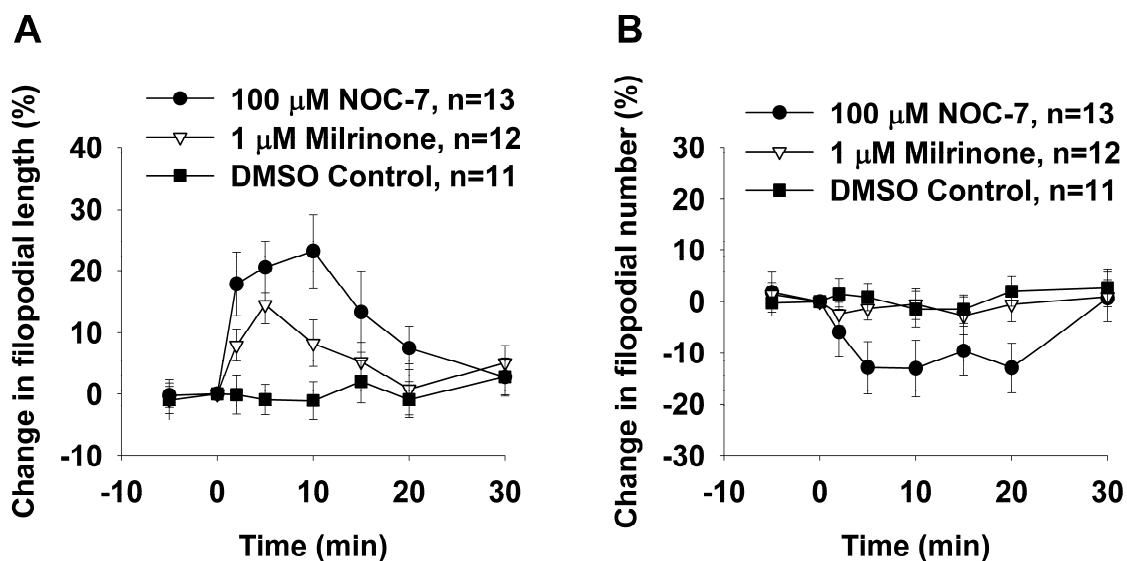 A
Change in filopodial length (%)
100 μM NOC-7, n=13
1 μM Milrinone, n=12
DMSO Control, n=11
40
30
20
10
0
-10
-10 0 10 20 30
Time (min)
B
Change in filopodial number (%)
100 μM NOC-7, n=13
1 μM Milrinone, n=12
DMSO Control, n=11
30
20
10
0
-10
-20
-30
-10 0 10 20 30
Time (min)